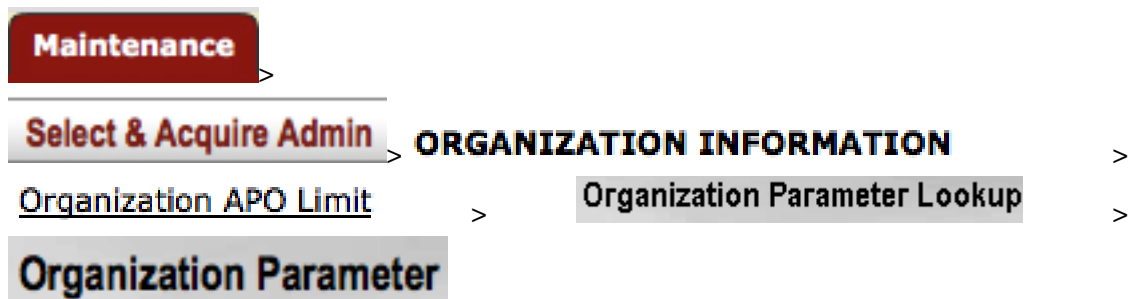 Maintenance >
Select & Acquire Admin > ORGANIZATION INFORMATION >
Organization APO Limit > Organization Parameter Lookup >
Organization Parameter